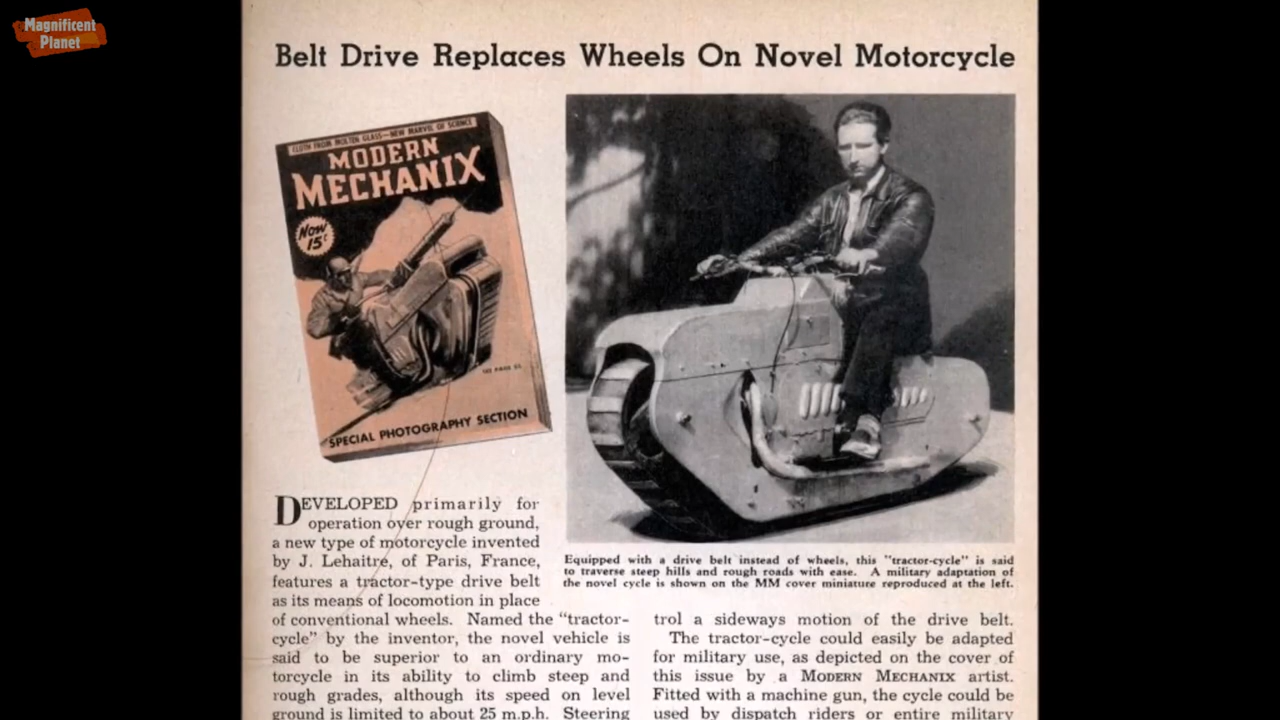 Magnificent
Planet
Belt Drive Replaces Wheels On Novel Motorcycle
CLOTH FROM MOLTEN GLASS—NEW MARVEL OF SCIENCE
MODERN
MECHANIX
NOW
15¢
SPECIAL PHOTOGRAPHY SECTION
DEVELOPED primarily for
operation over rough ground,
a new type of motorcycle invented
by J. Lehaitre, of Paris, France,
features a tractor-type drive belt
as its means of locomotion in place
of conventional wheels. Named the "tractor-
cycle" by the inventor, the novel vehicle is
said to be superior to an ordinary mo-
torcycle in its ability to climb steep and
rough grades, although its speed on level
ground is limited to about 25 m.p.h. Steering
Equipped with a drive belt instead of wheels, this "tractor-cycle" is said
to traverse steep hills and rough roads with ease. A military adaptation of
the novel cycle is shown on the MM cover miniature reproduced at the left.
trol a sideways motion of the drive belt.
The tractor-cycle could easily be adapted
for military use, as depicted on the cover of
this issue by a MODERN MECHANIX artist.
Fitted with a machine gun, the cycle could be
used by dispatch riders or entire military